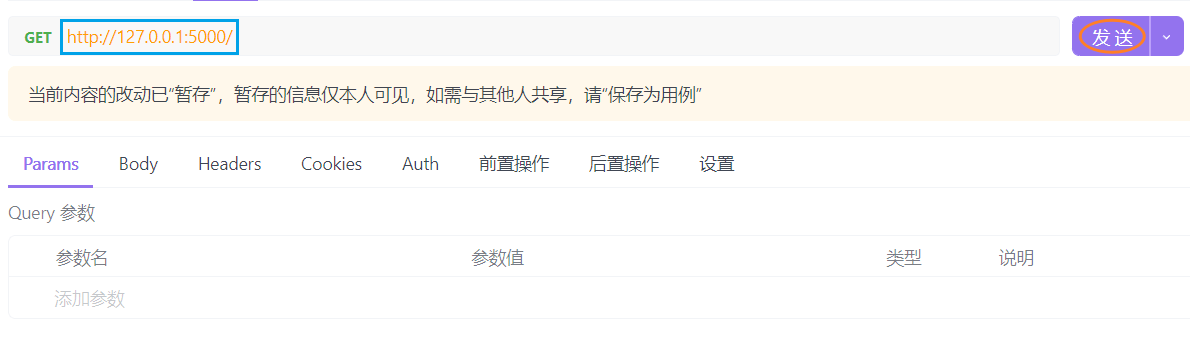 GET http://127.0.0.1:5000/ 发 送
当前内容的改动已“暂存”，暂存的信息仅本人可见，如需与其他人共享，请“保存为用例”
Params Body Headers Cookies Auth 前置操作 后置操作 设置
Query 参数
参数名 参数值 类型 说明
添加参数